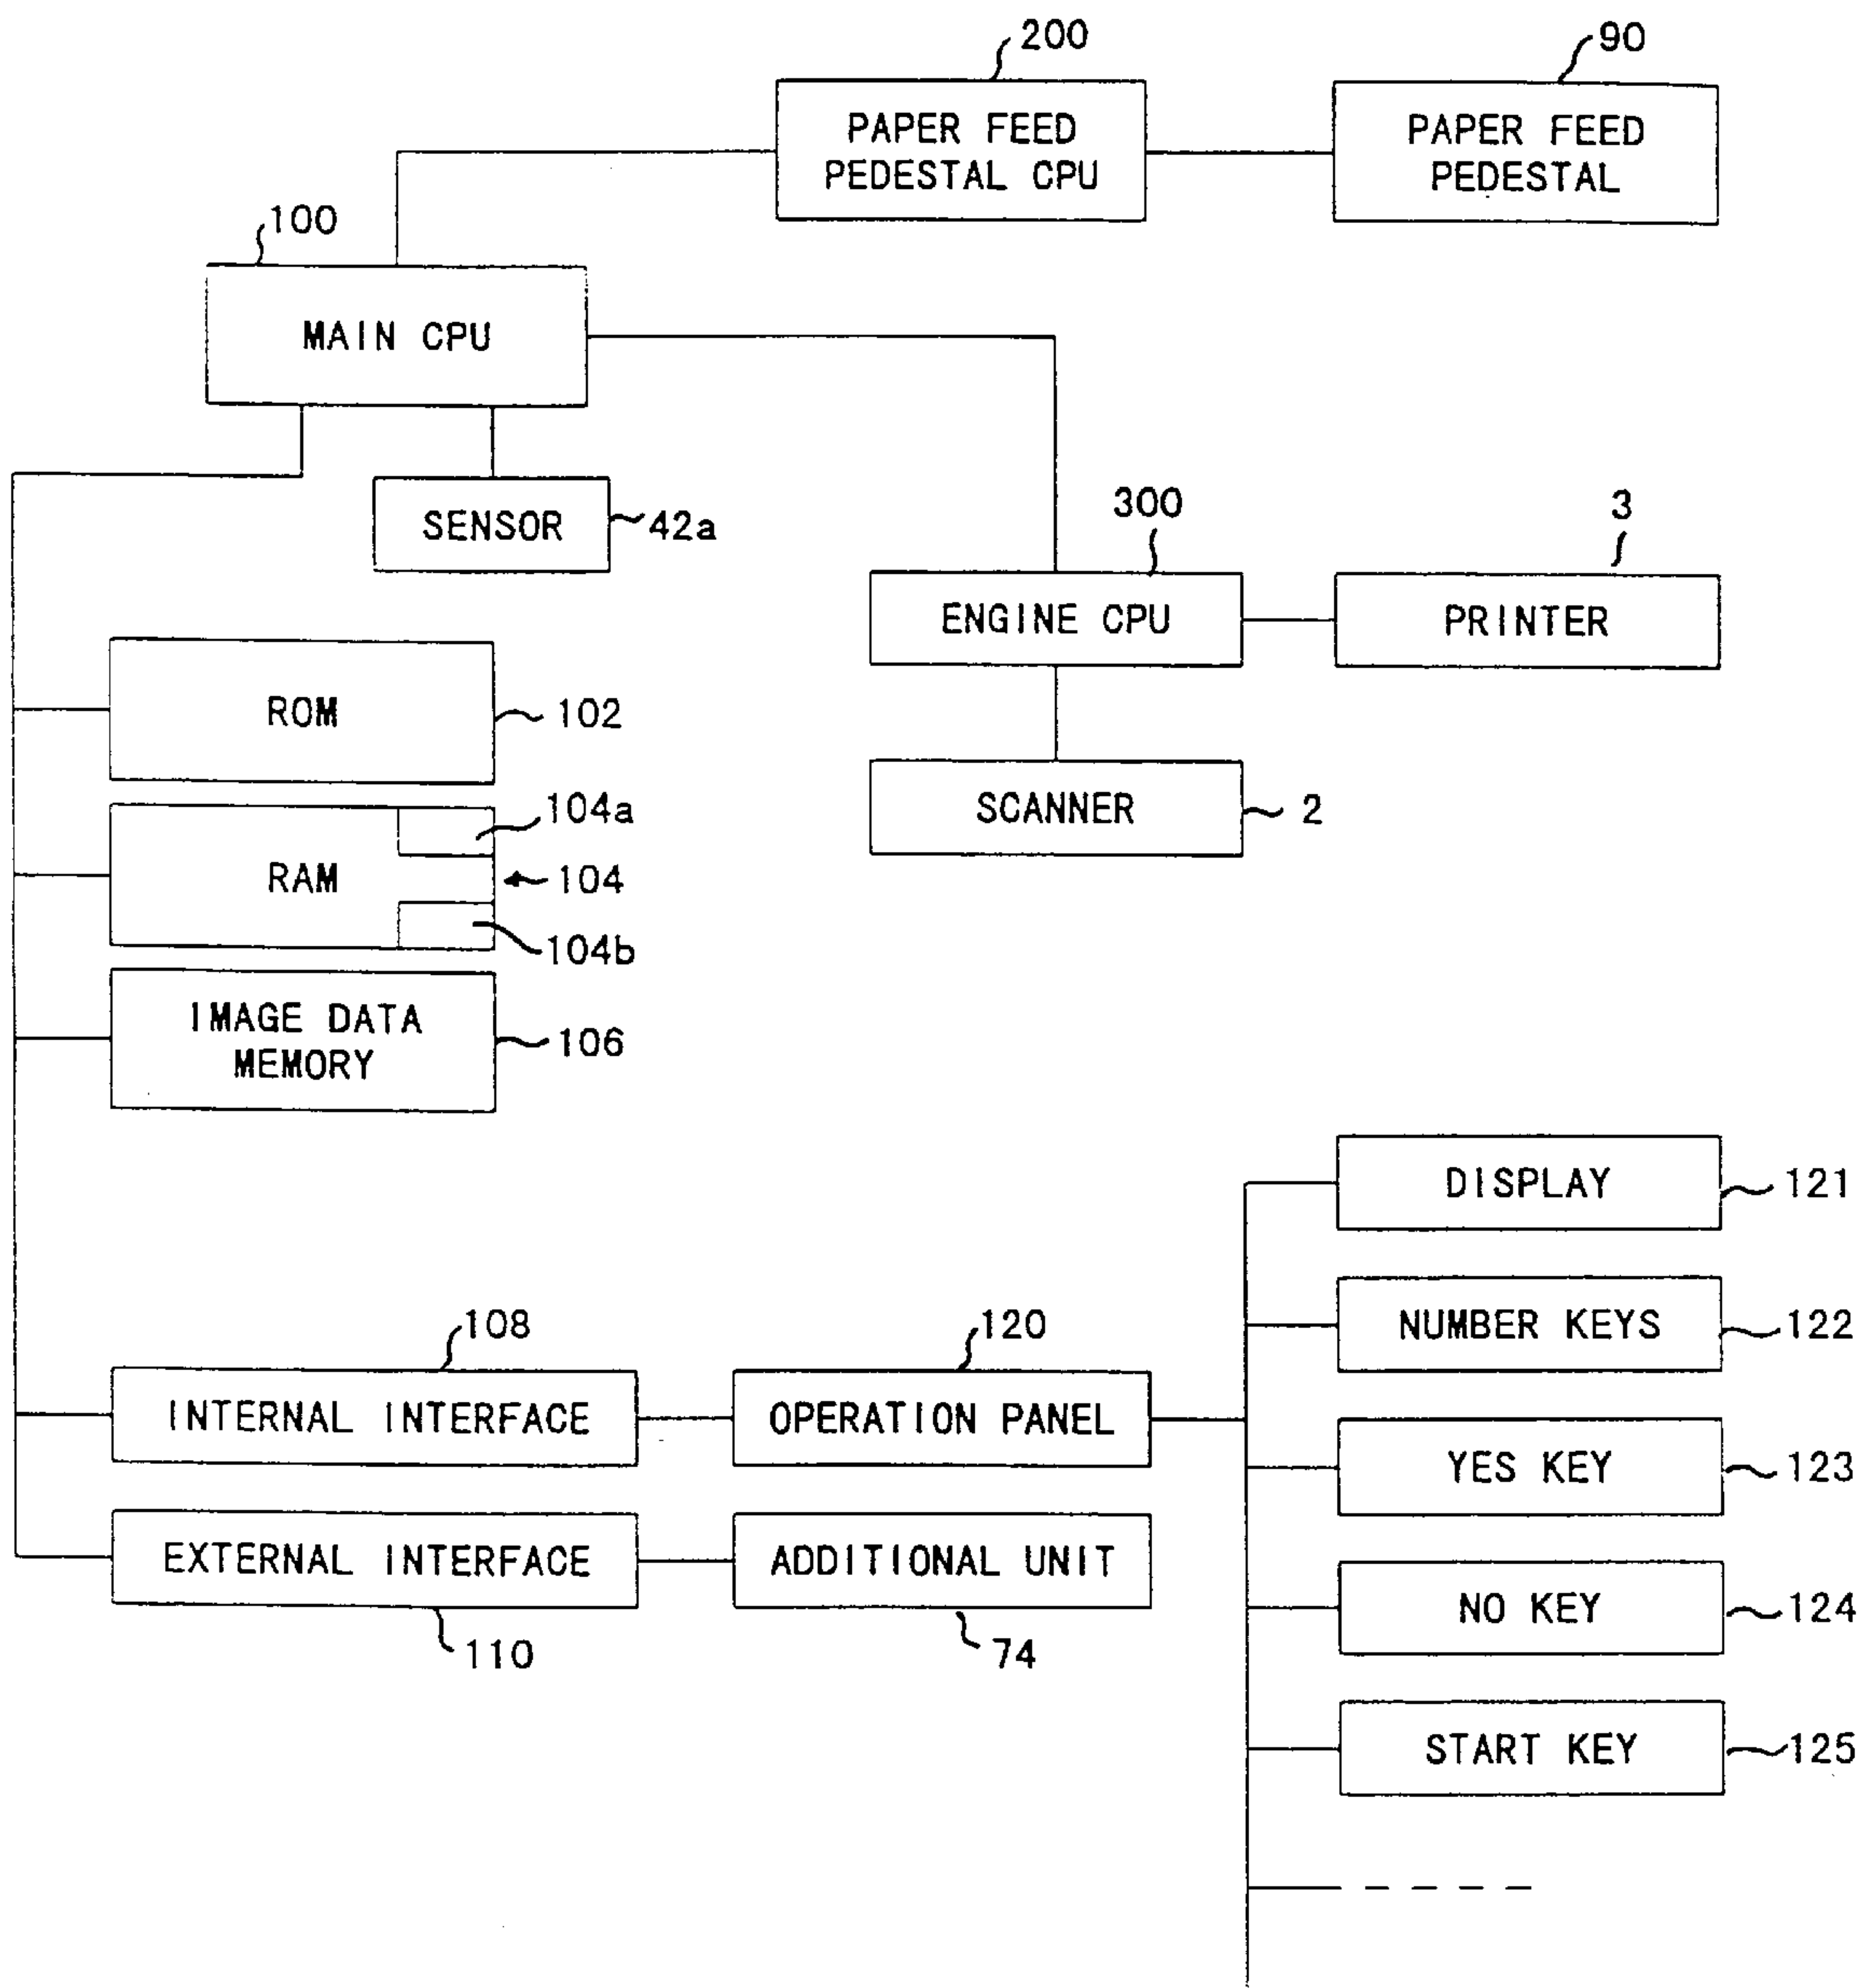 200
90
PAPER FEED
PEDESTAL CPU
PAPER FEED
PEDESTAL
100
MAIN CPU
SENSOR
42a
300
3
ENGINE CPU
PRINTER
ROM
102
SCANNER
2
104a
RAM
104
104b
IMAGE DATA
MEMORY
106
DISPLAY
121
NUMBER KEYS
122
108
120
INTERNAL INTERFACE
OPERATION PANEL
YES KEY
123
EXTERNAL INTERFACE
ADDITIONAL UNIT
110
74
NO KEY
124
START KEY
125